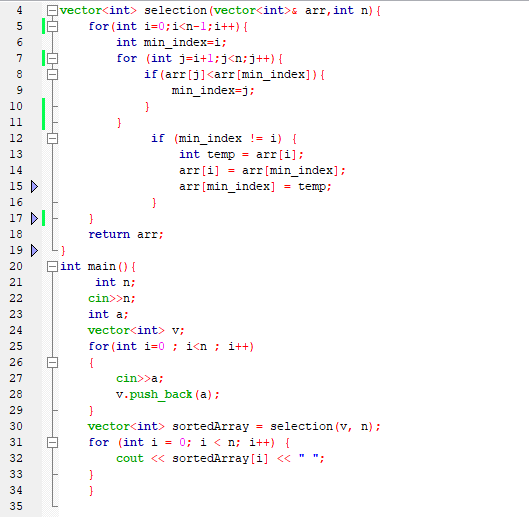 4 vector<int> selection(vector<int>& arr,int n){
5     for(int i=0;i<n-1;i++){
6         int min_index=i;
7         for (int j=i+1;j<n;j++){
8             if(arr[j]<arr[min_index]){
9                 min_index=j;
10             }
11         }
12              if (min_index != i) {
13                  int temp = arr[i];
14                  arr[i] = arr[min_index];
15                  arr[min_index] = temp;
16              }
17     }
18     return arr;
19 }
20 int main(){
21      int n;
22     cin>>n;
23     int a;
24     vector<int> v;
25     for(int i=0 ; i<n ; i++)
26     {
27         cin>>a;
28         v.push_back(a);
29     }
30     vector<int> sortedArray = selection(v, n);
31     for (int i = 0; i < n; i++) {
32         cout << sortedArray[i] << " ";
33     }
34     }
35